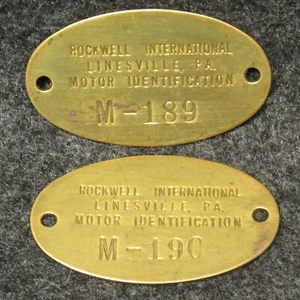 ROCKWELL INTERNATIONAL
LINESVILLE, PA.
MOTOR IDENTIFICATION
M-189
ROCKWELL INTERNATIONAL
LINESVILLE, PA.
MOTOR IDENTIFICATION
M-190